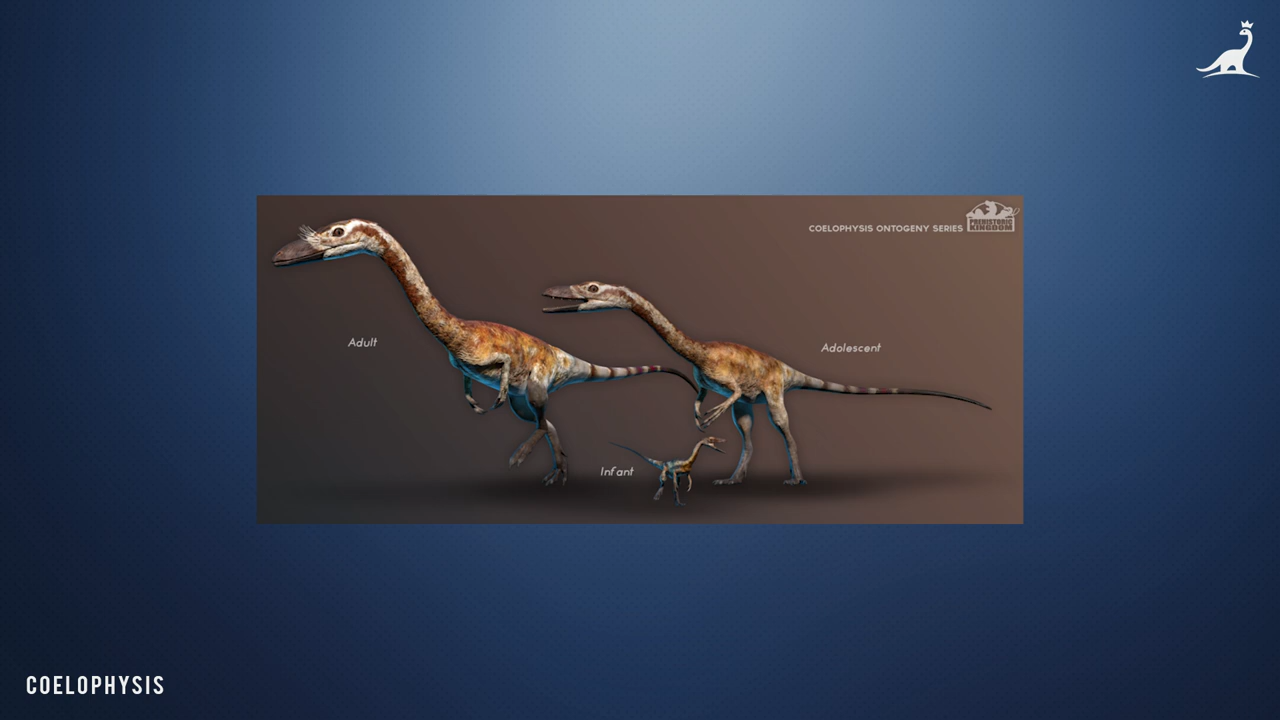 COELOPHYSIS ONTOGENY SERIES
PREHISTORIC
KINGDOM
Adult
Adolescent
Infant
COELOPHYSIS